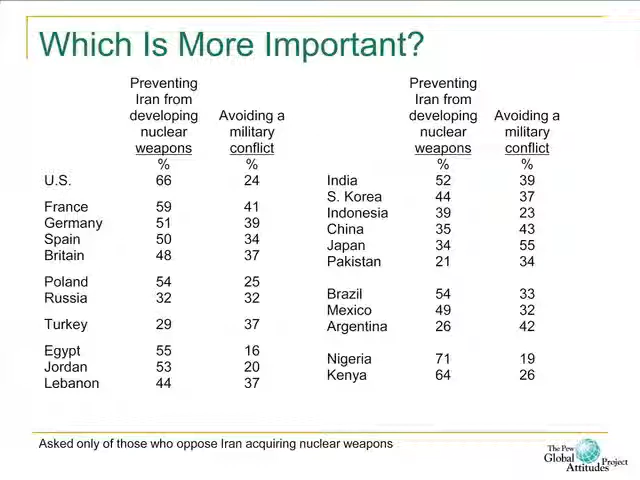 Which Is More Important?
Preventing
Iran from
developing
nuclear
weapons
%
Avoiding a
military
conflict
%
U.S. 66 24
France 59 41
Germany 51 39
Spain 50 34
Britain 48 37
Poland 54 25
Russia 32 32
Turkey 29 37
Egypt 55 16
Jordan 53 20
Lebanon 44 37
Preventing
Iran from
developing
nuclear
weapons
%
Avoiding a
military
conflict
%
India 52 39
S. Korea 44 37
Indonesia 39 23
China 35 43
Japan 34 55
Pakistan 21 34
Brazil 54 33
Mexico 49 32
Argentina 26 42
Nigeria 71 19
Kenya 64 26
Asked only of those who oppose Iran acquiring nuclear weapons
The Pew
Global
Attitudes Project